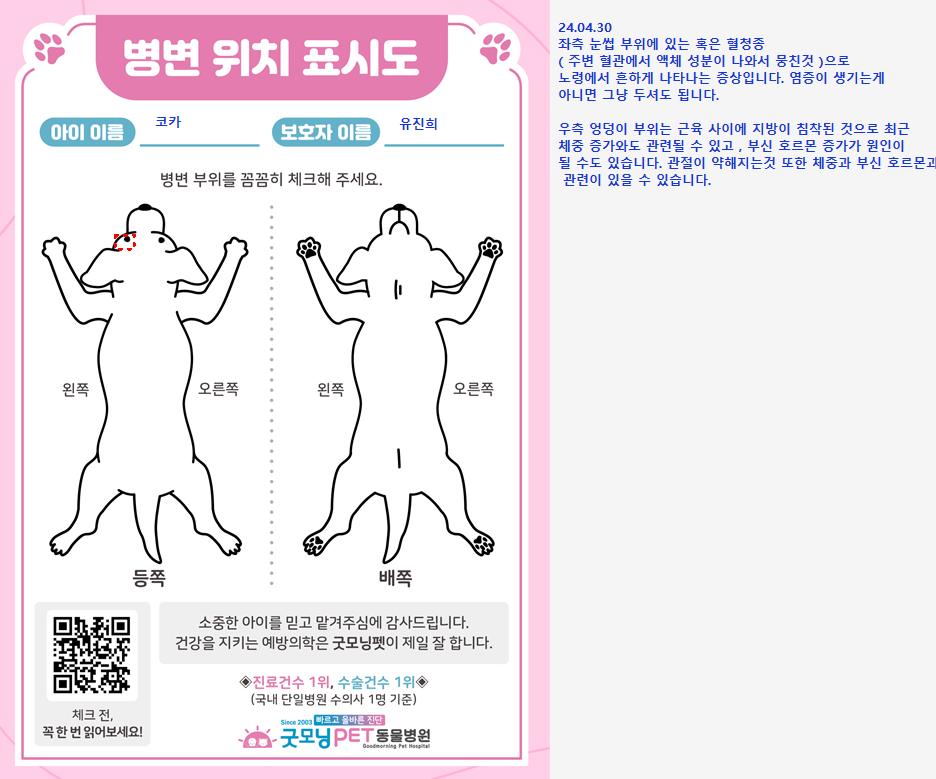 병변 위치 표시도
아이 이름 코카 보호자 이름 유진희
병변 부위를 꼼꼼히 체크해 주세요.
왼쪽 오른쪽 왼쪽 오른쪽
등쪽 배쪽
체크 전,
꼭 한 번 읽어보세요!
소중한 아이를 믿고 맡겨주심에 감사드립니다.
건강을 지키는 예방의학은 굿모닝펫이 제일 잘 합니다.
◈진료건수 1위, 수술건수 1위◈
(국내 단일병원 수의사 1명 기준)
Since 2003 빠르고 올바른 진단
굿모닝PET동물병원
Goodmorning Pet Hospital
24.04.30
좌측 눈썹 부위에 있는 혹은 혈청종
( 주변 혈관에서 액체 성분이 나와서 뭉친것 )으로
노령에서 흔하게 나타나는 증상입니다. 염증이 생기는게
아니면 그냥 두셔도 됩니다.
우측 엉덩이 부위는 근육 사이에 지방이 침착된 것으로 최근
체중 증가와도 관련될 수 있고 , 부신 호르몬 증가가 원인이
될 수도 있습니다. 관절이 약해지는것 또한 체중과 부신 호르몬과
관련이 있을 수 있습니다.